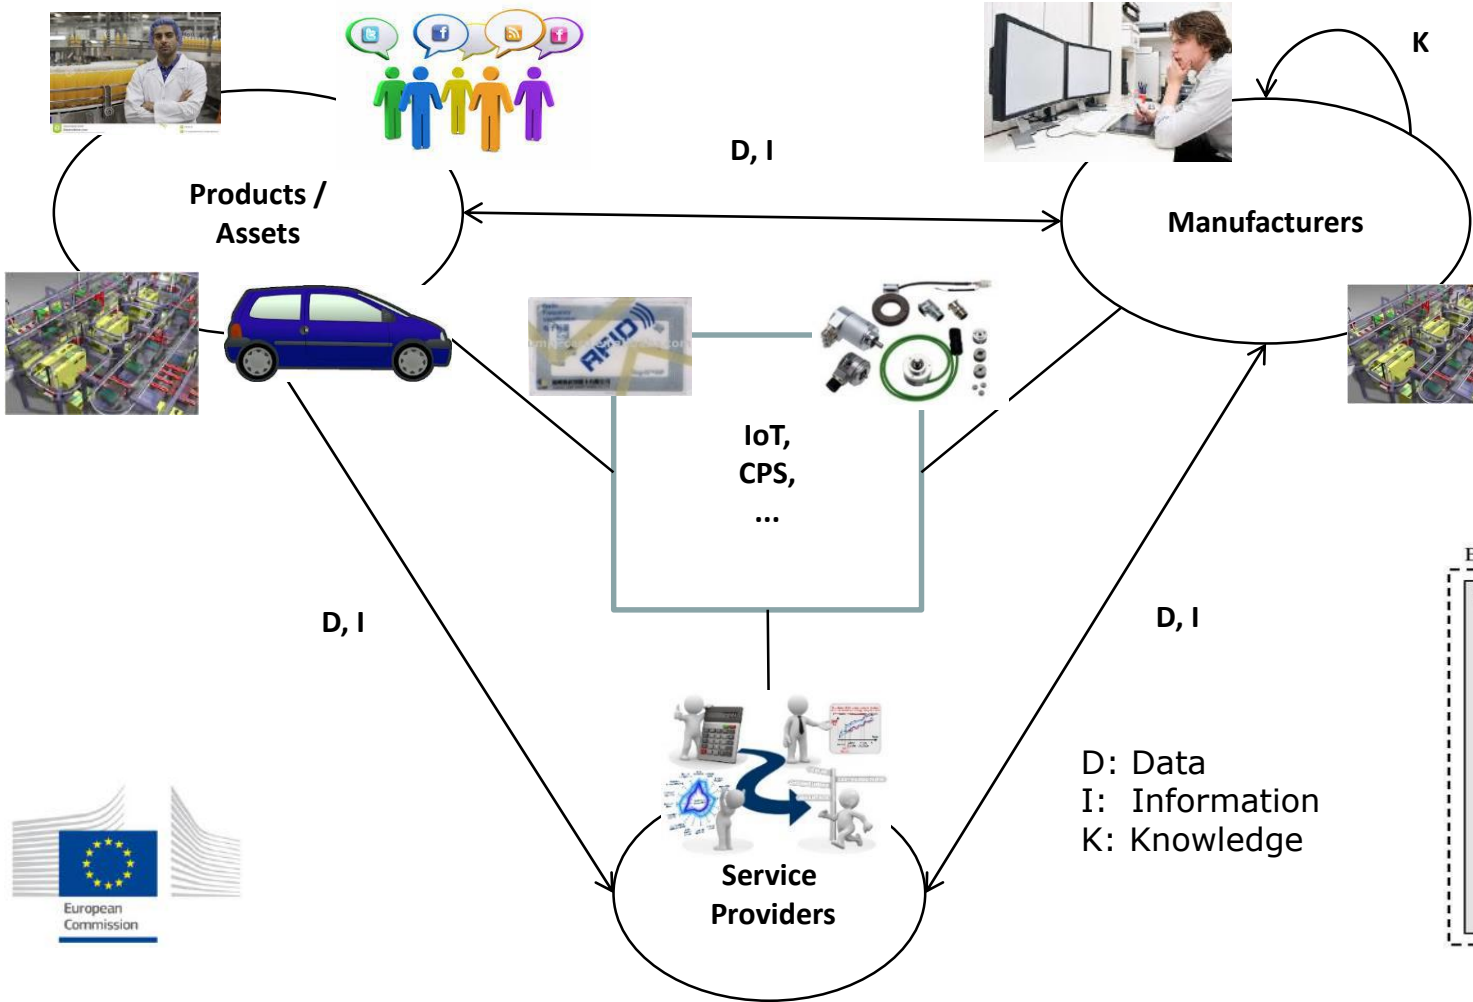 K
D, I
Products /
Assets
Manufacturers
RFID
IoT,
CPS,
...
D, I
D, I
D: Data
I: Information
K: Knowledge
European
Commission
Service
Providers